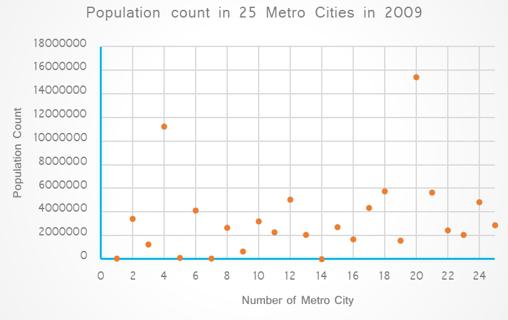 Population count in 25 Metro Cities in 2009
18000000
16000000
14000000
12000000
10000000
8000000
6000000
4000000
2000000
0
Population Count
0 2 4 6 8 10 12 14 16 18 20 22 24
Number of Metro City